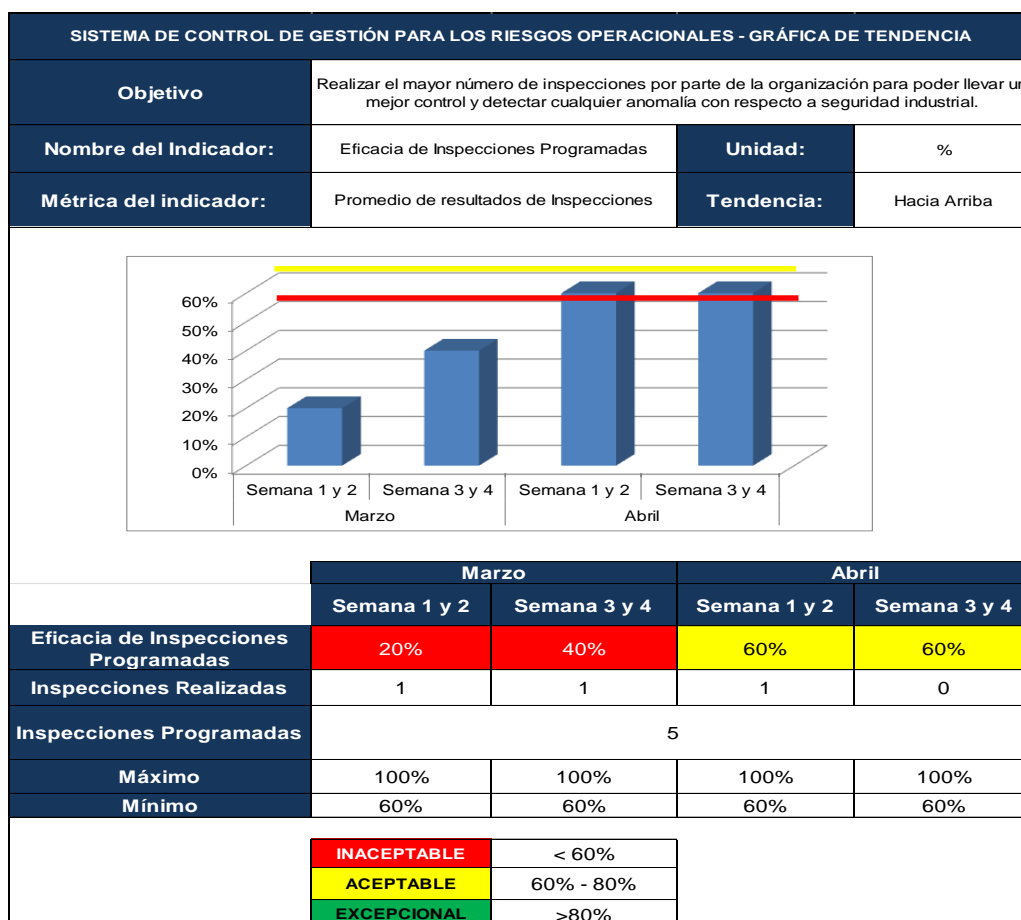 SISTEMA DE CONTROL DE GESTIÓN PARA LOS RIESGOS OPERACIONALES - GRÁFICA DE TENDENCIA
Objetivo
Realizar el mayor número de inspecciones por parte de la organización para poder llevar un
mejor control y detectar cualquier anomalía con respecto a seguridad industrial.
Nombre del Indicador: Eficacia de Inspecciones Programadas Unidad: %
Métrica del indicador: Promedio de resultados de Inspecciones Tendencia: Hacia Arriba
60%
50%
40%
30%
20%
10%
0%
Semana 1 y 2 Semana 3 y 4 Semana 1 y 2 Semana 3 y 4
Marzo Abril
Marzo Abril
Semana 1 y 2 Semana 3 y 4 Semana 1 y 2 Semana 3 y 4
Eficacia de Inspecciones
Programadas 20% 40% 60% 60%
Inspecciones Realizadas 1 1 1 0
Inspecciones Programadas 5
Máximo 100% 100% 100% 100%
Mínimo 60% 60% 60% 60%
INACEPTABLE < 60%
ACEPTABLE 60% - 80%
EXCEPCIONAL >80%